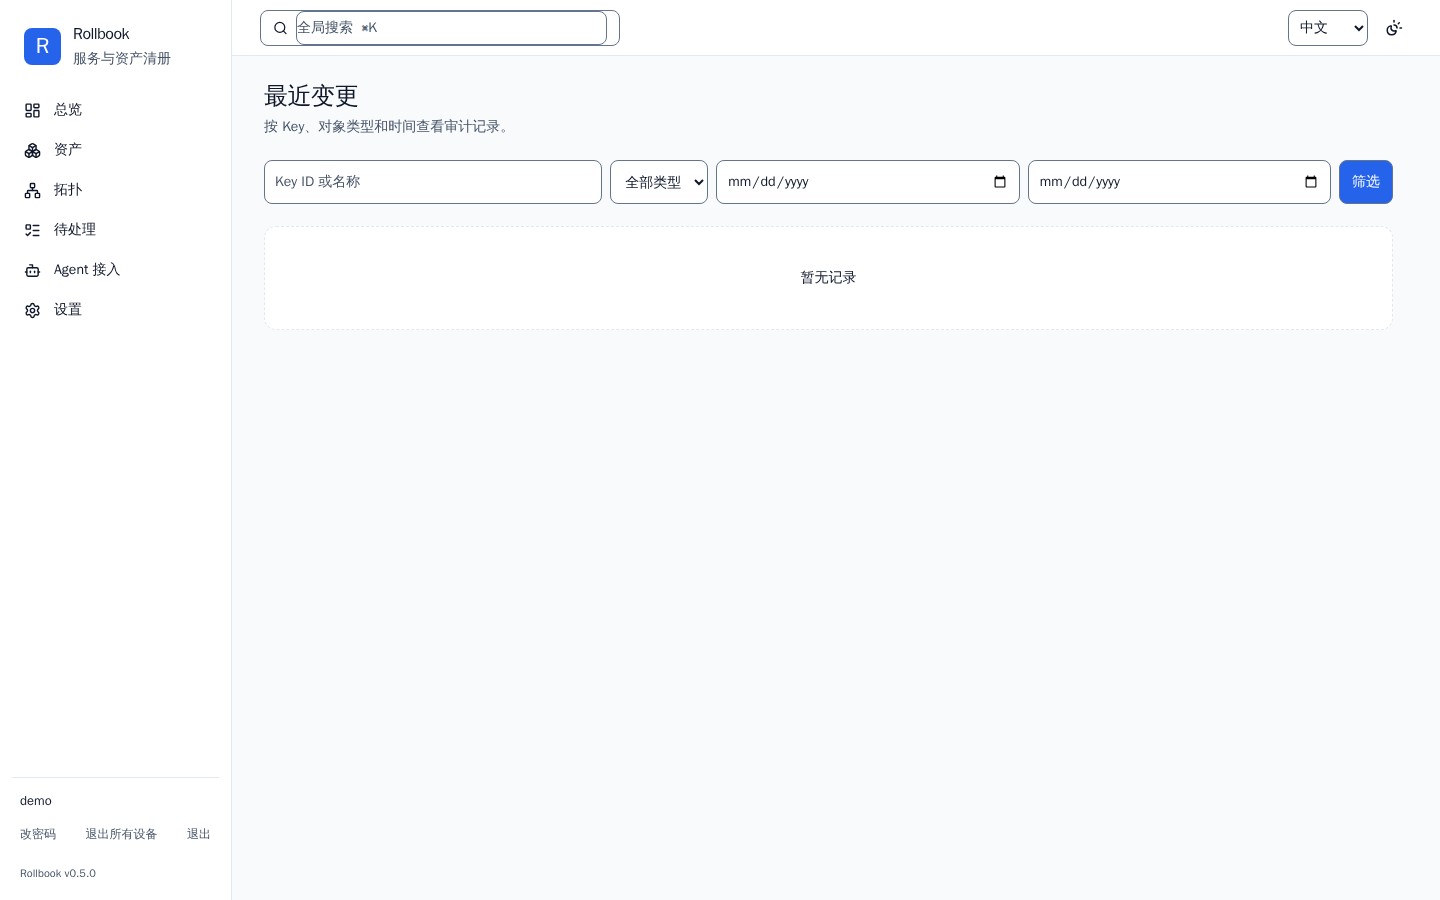 R
Rollbook
服务与资产清册
总览
资产
拓扑
待处理
Agent 接入
设置
demo
改密码 退出所有设备 退出
Rollbook v0.5.0
全局搜索 ⌘K
中文
最近变更
按 Key、对象类型和时间查看审计记录。
Key ID 或名称 全部类型 mm/dd/yyyy mm/dd/yyyy 筛选
暂无记录